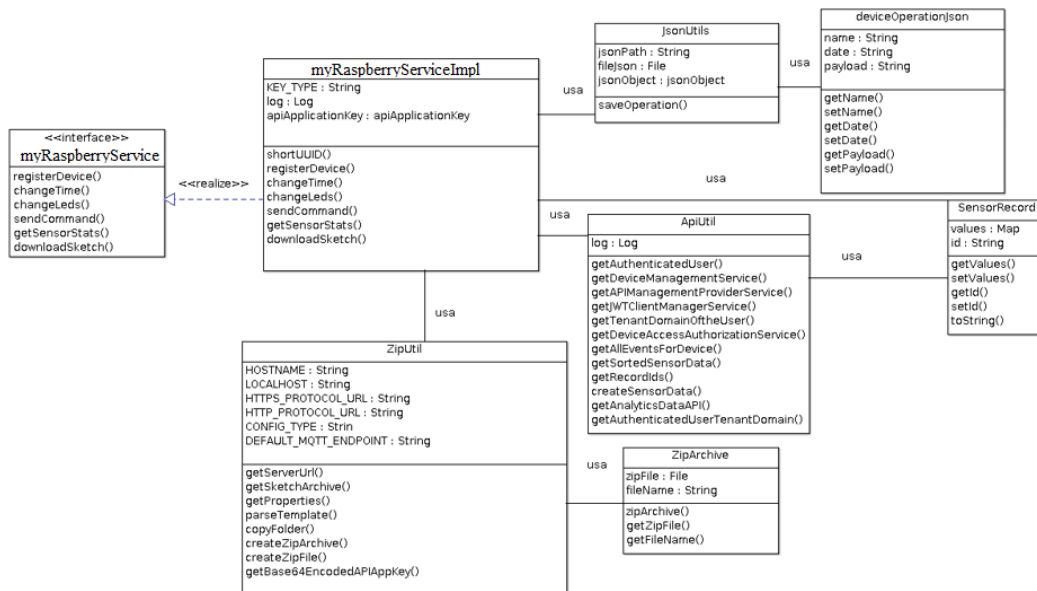 <<interface>>
myRaspberryService
registerDevice()
changeTime()
changeLeds()
sendCommand()
getSensorStats()
downloadSketch()
<<realize>>
myRaspberryServiceImpl
KEY_TYPE : String
log : Log
apiApplicationKey : apiApplicationKey
shortUUID()
registerDevice()
changeTime()
changeLeds()
sendCommand()
getSensorStats()
downloadSketch()
usa
JsonUtils
jsonPath : String
fileJson : File
jsonObject : jsonObject
saveOperation()
usa
deviceOperationJson
name : String
date : String
payload : String
getName()
setName()
getDate()
setDate()
getPayload()
setPayload()
usa
SensorRecord
values : Map
id : String
getValues()
setValues()
getId()
setId()
toString()
usa
ApiUtil
log : Log
getAuthenticatedUser()
getDeviceManagementService()
getAPIManagementProviderService()
getJWTClientManagerService()
getTenantDomainOftheUser()
getDeviceAccessAuthorizationService()
getAllEventsForDevice()
getSortedSensorData()
getRecordIds()
createSensorData()
getAnalyticsDataAPI()
getAuthenticatedUserTenantDomain()
usa
usa
ZipUtil
HOSTNAME : String
LOCALHOST : String
HTTPS_PROTOCOL_URL : String
HTTP_PROTOCOL_URL : String
CONFIG_TYPE : Strin
DEFAULT_MQTT_ENDPOINT : String
getServerUrl()
getSketchArchive()
getProperties()
parseTemplate()
copyFolder()
createZipArchive()
createZipFile()
getBase64EncodedAPIAppKey()
usa
ZipArchive
zipFile : File
fileName : String
zipArchive()
getZipFile()
getFileName()